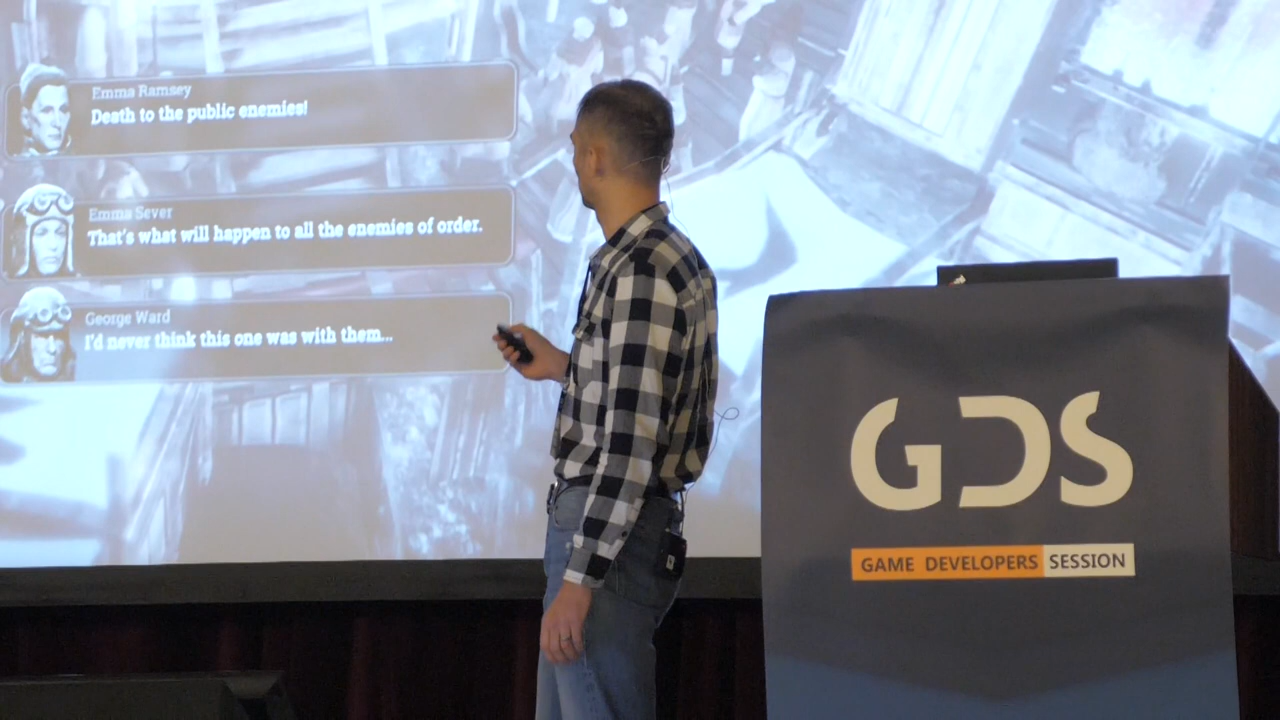 Emma Ramsey
Death to the public enemies!
Emma Sever
That's what will happen to all the enemies of order.
George Ward
I'd never think this one was with them...
GDS
GAME DEVELOPERS SESSION